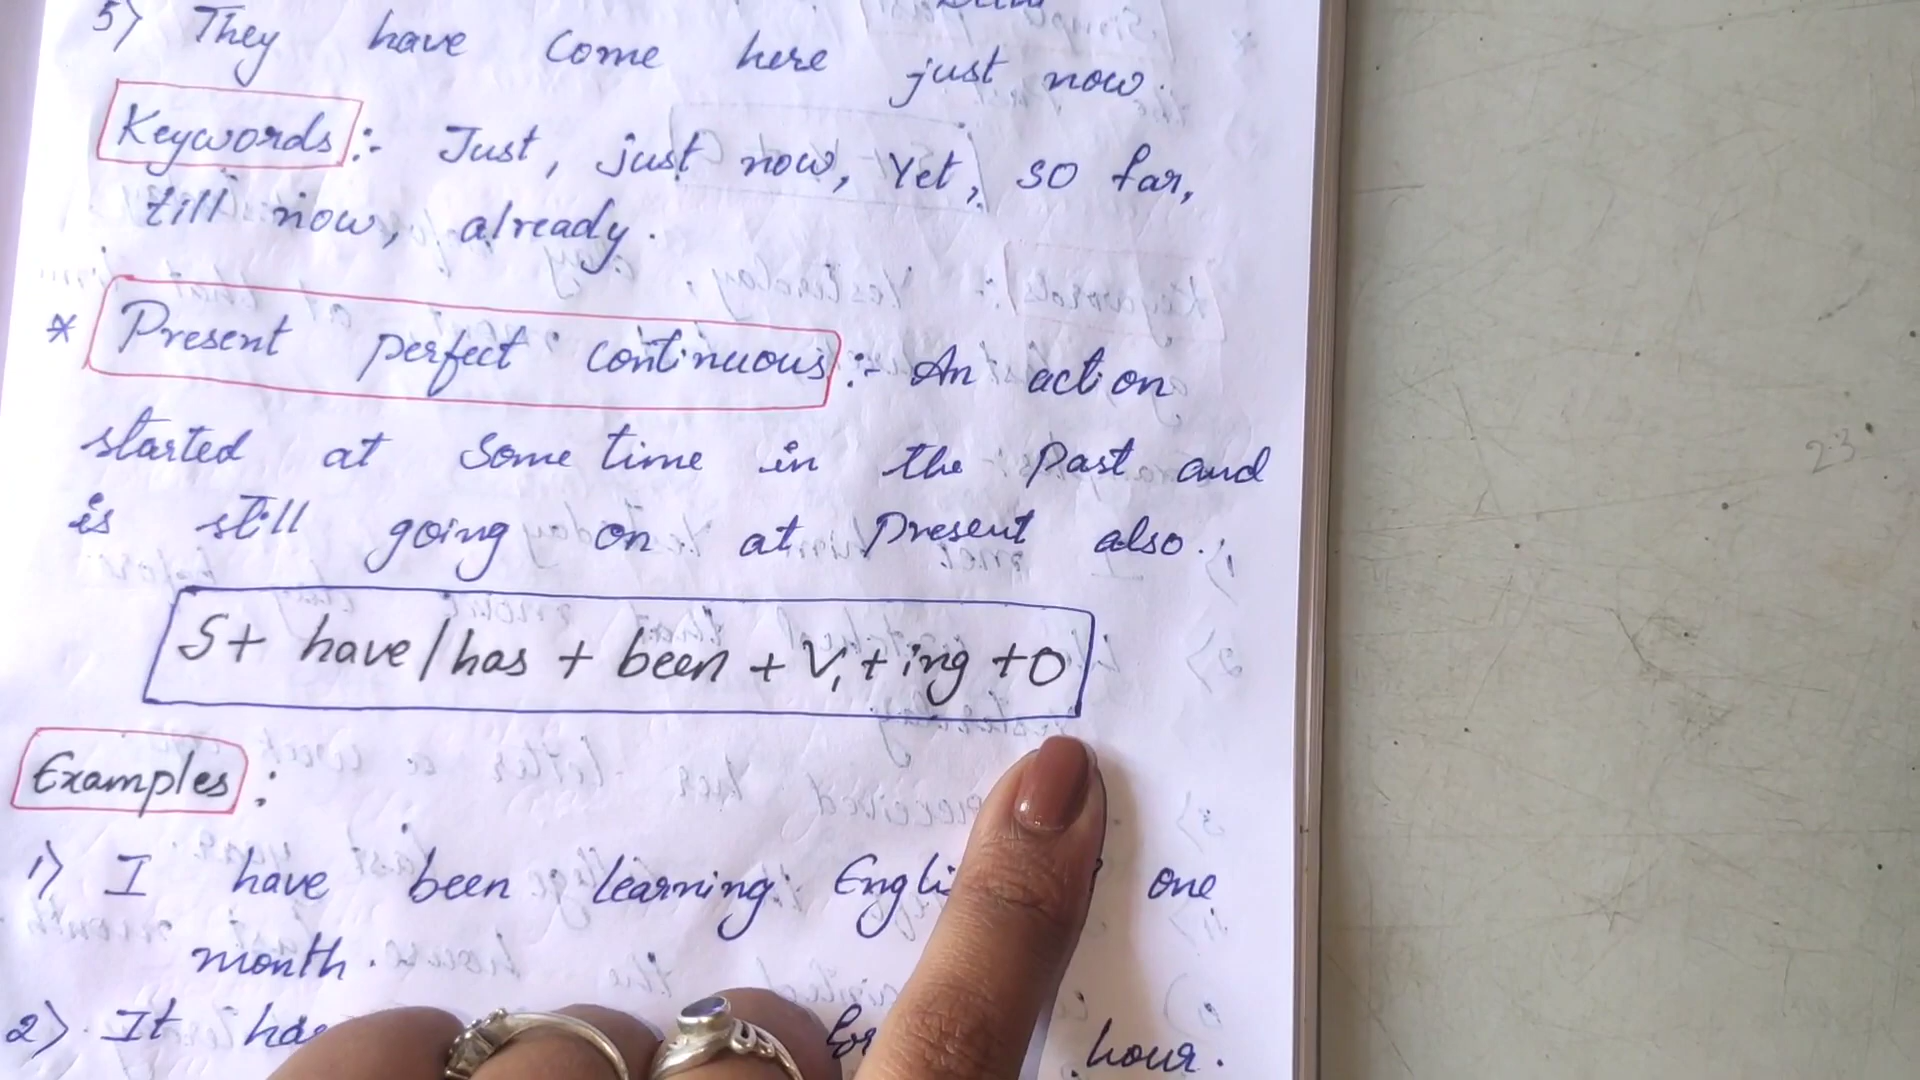 5) They have come here just now.
Keywords :- Just, just now, Yet, so far,
till now, already.
* Present perfect continuous :- An action
started at some time in the past and
is still going on at Present also.
S+ have/has + been + V₁ + ing + O
Examples :
1) I have been learning one
month.
2) It for hour.
23